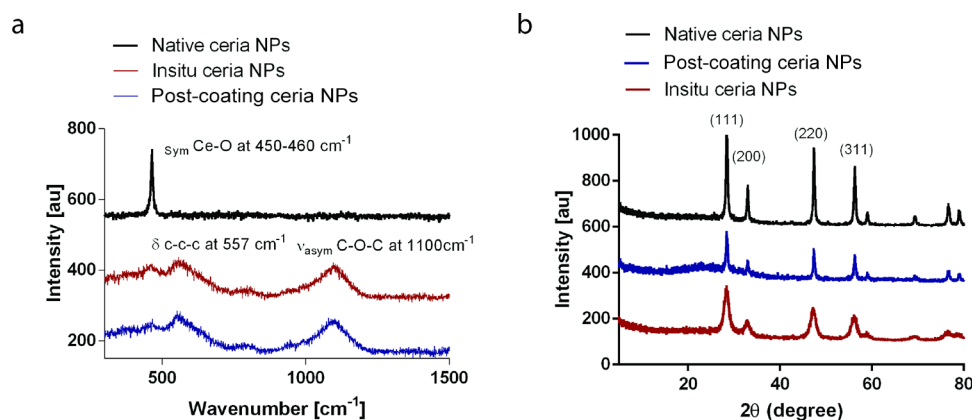 a
Native ceria NPs
Insitu ceria NPs
Post-coating ceria NPs
800
600
400
200
Intensity [au]
Sym Ce-O at 450-460 cm-1
δ c-c-c at 557 cm-1
νasym C-O-C at 1100cm-1
500
1000
1500
Wavenumber [cm-1]
b
Native ceria NPs
Post-coating ceria NPs
Insitu ceria NPs
1000
800
600
400
200
0
Intensity [au]
(111)
(200)
(220)
(311)
20
40
60
80
2θ (degree)